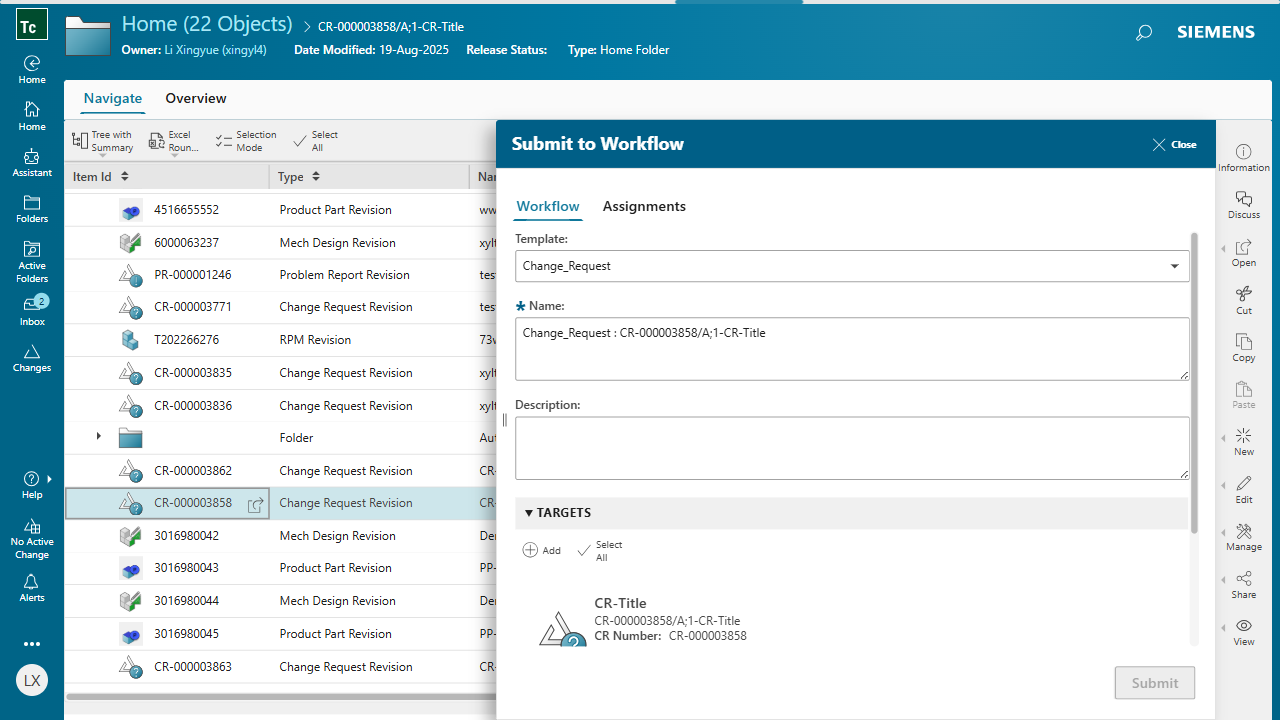 Tc
Home (22 Objects)
CR-000003858/A;1-CR-Title
Owner: Li Xingyue (xingyl4)
Date Modified: 19-Aug-2025
Release Status:
Type: Home Folder
SIEMENS
Home
Home
Assistant
Folders
Active
Folders
2
Inbox
Changes
Help
No Active
Change
Alerts
LX
Navigate
Overview
Tree with
Summary
Excel
Roun...
Selection
Mode
Select
All
Item Id
Type
Nar
4516655552 Product Part Revision
6000063237 Mech Design Revision xylt
PR-000001246 Problem Report Revision tes
CR-000003771 Change Request Revision tes
T202266276 RPM Revision 73v
CR-000003835 Change Request Revision xylt
CR-000003836 Change Request Revision xylt
Folder Aut
CR-000003862 Change Request Revision CR-
CR-000003858 Change Request Revision CR-
3016980042 Mech Design Revision Der
3016980043 Product Part Revision PP-
3016980044 Mech Design Revision Der
3016980045 Product Part Revision PP-
CR-000003863 Change Request Revision CR-
Submit to Workflow
Close
Workflow
Assignments
Template:
Change_Request
* Name:
Change_Request : CR-000003858/A;1-CR-Title
Description:
TARGETS
Add
Select
All
CR-Title
CR-000003858/A;1-CR-Title
CR Number: CR-000003858
Submit
Information
Discuss
Open
Cut
Copy
Paste
New
Edit
Manage
Share
View